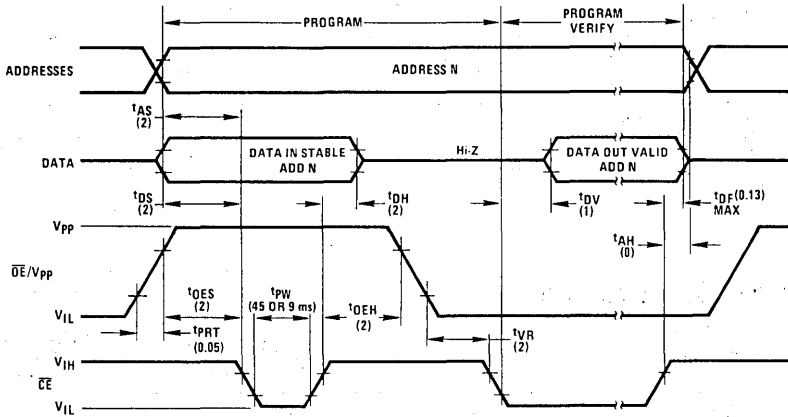 PROGRAM
PROGRAM
VERIFY
ADDRESSES
ADDRESS N
tAS
(2)
DATA
DATA IN STABLE
ADD N
Hi-Z
DATA OUT VALID
ADD N
tDS
(2)
tDH
(2)
tDV
(1)
tDF(0.13)
MAX
tAH
(0)
VPP
OE/VPP
VIL
tOES
(2)
tPW
(45 OR 9 ms)
tOEH
(2)
tPRT
(0.05)
tVR
(2)
VIH
CE
VIL